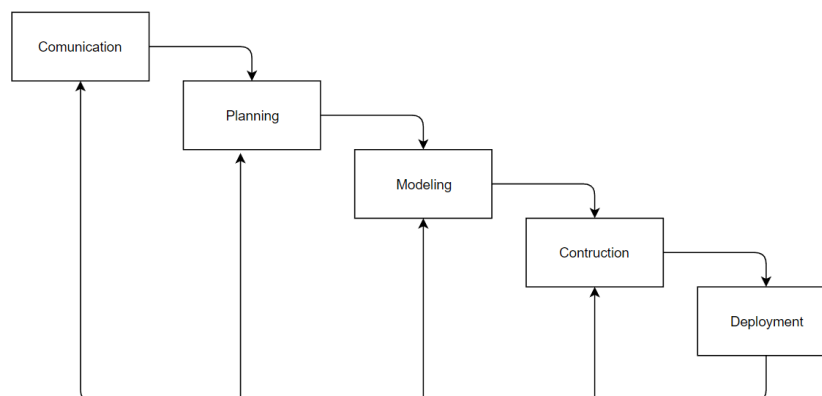 Comunication
Planning
Modeling
Contruction
Deployment